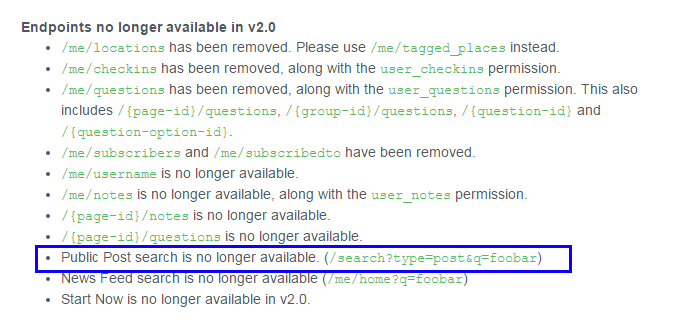 Endpoints no longer available in v2.0
• /me/locations has been removed. Please use /me/tagged_places instead.
• /me/checkins has been removed, along with the user_checkins permission.
• /me/questions has been removed, along with the user_questions permission. This also
includes /{page-id}/questions, /{group-id}/questions, /{question-id} and
/{question-option-id}.
• /me/subscribers and /me/subscribedto have been removed.
• /me/username is no longer available.
• /me/notes is no longer available, along with the user_notes permission.
• /{page-id}/notes is no longer available.
• /{page-id}/questions is no longer available.
• Public Post search is no longer available. (/search?type=post&q=foobar)
• News Feed search is no longer available (/me/home?q=foobar)
• Start Now is no longer available in v2.0.